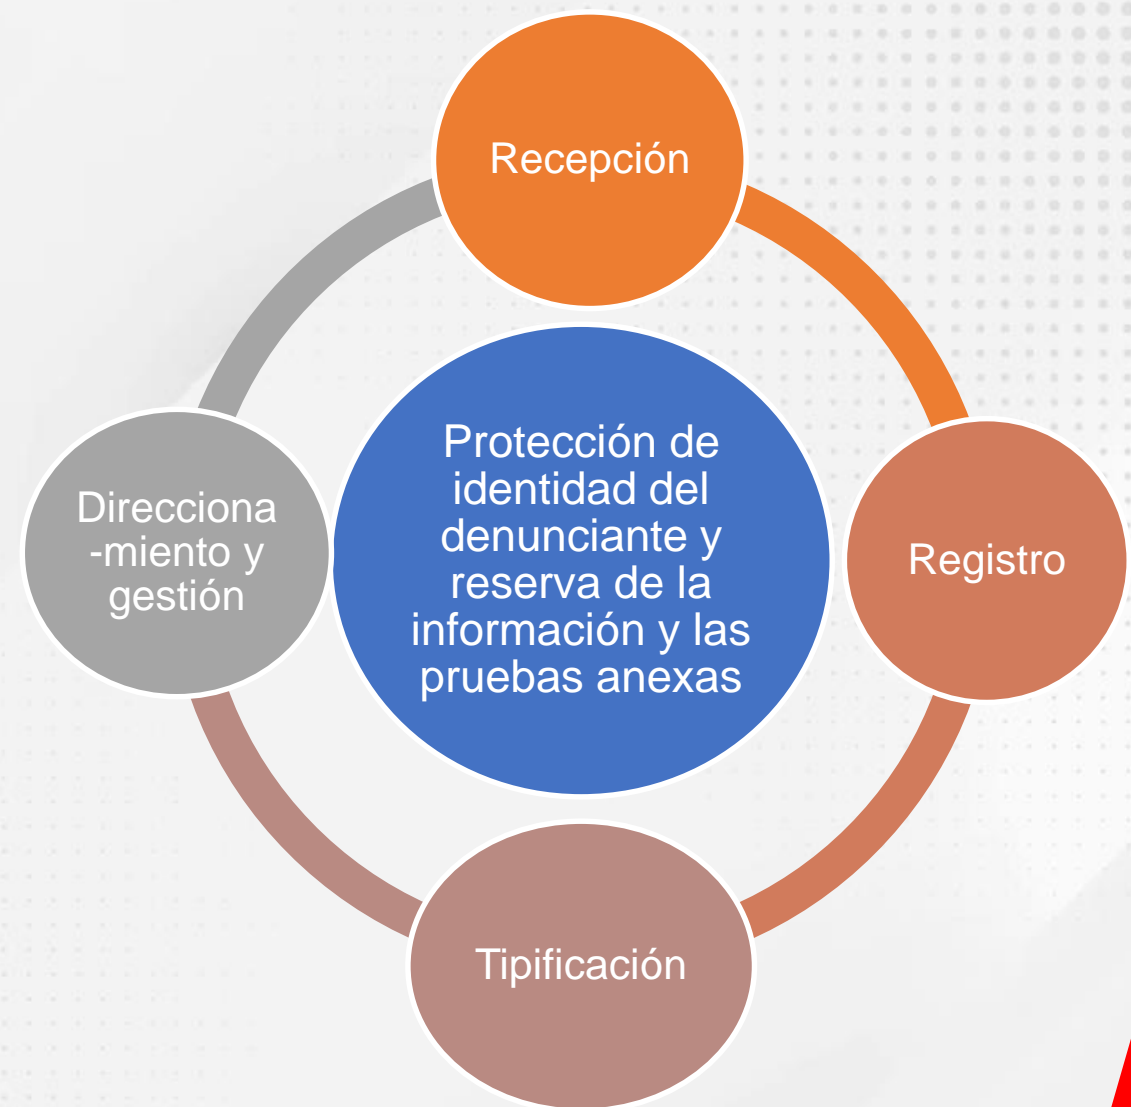 Recepción
Protección de
identidad del
denunciante y
reserva de la
información y las
pruebas anexas
Direcciona
-miento y
gestión
Registro
Tipificación